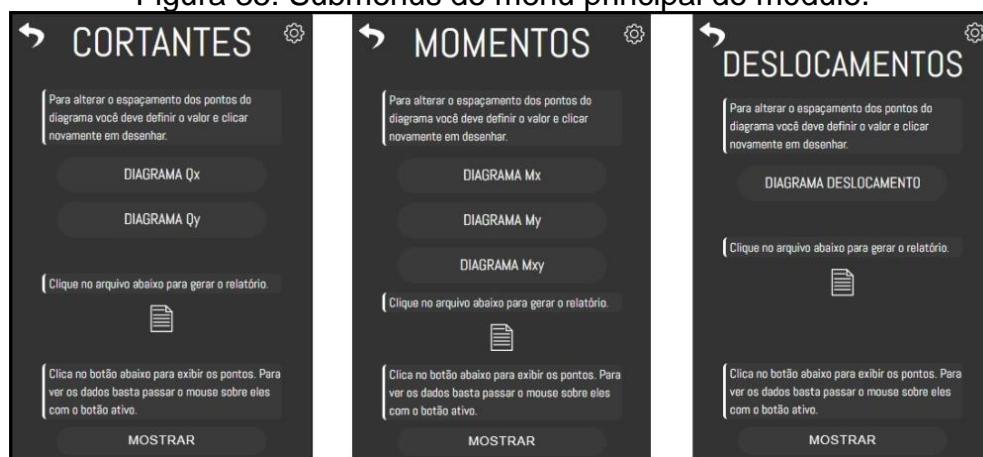 Figura 33. Submenus do menu principal do módulo.
CORTANTES
Para alterar o espaçamento dos pontos do
diagrama você deve definir o valor e clicar
novamente em desenhar.
DIAGRAMA Qx
DIAGRAMA Qy
Clique no arquivo abaixo para gerar o relatório.
Clica no botão abaixo para exibir os pontos. Para
ver os dados basta passar o mouse sobre eles
com o botão ativo.
MOSTRAR
MOMENTOS
Para alterar o espaçamento dos pontos do
diagrama você deve definir o valor e clicar
novamente em desenhar.
DIAGRAMA Mx
DIAGRAMA My
DIAGRAMA Mxy
Clique no arquivo abaixo para gerar o relatório.
Clica no botão abaixo para exibir os pontos. Para
ver os dados basta passar o mouse sobre eles
com o botão ativo.
MOSTRAR
DESLOCAMENTOS
Para alterar o espaçamento dos pontos do
diagrama você deve definir o valor e clicar
novamente em desenhar.
DIAGRAMA DESLOCAMENTO
Clique no arquivo abaixo para gerar o relatório.
Clica no botão abaixo para exibir os pontos. Para
ver os dados basta passar o mouse sobre eles
com o botão ativo.
MOSTRAR